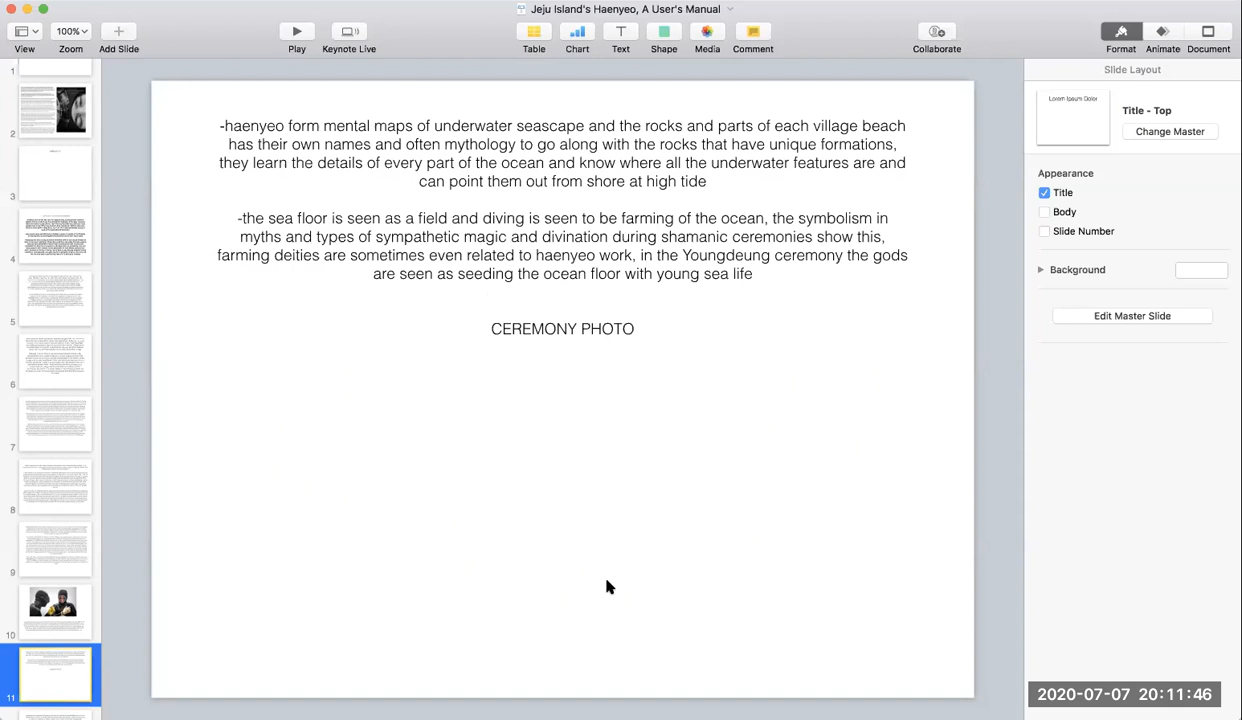 Jeju Island's Haenyeo, A User's Manual
100%
View
Zoom
Add Slide
Play
Keynote Live
Table
Chart
Text
Shape
Media
Comment
Collaborate
Format
Animate
Document
1
2
3
4
5
6
7
8
9
10
11
-haenyeo form mental maps of underwater seascape and the rocks and parts of each village beach
has their own names and often mythology to go along with the rocks that have unique formations,
they learn the details of every part of the ocean and know where all the underwater features are and
can point them out from shore at high tide
-the sea floor is seen as a field and diving is seen to be farming of the ocean, the symbolism in
myths and types of sympathetic magic and divination during shamanic ceremonies show this,
farming deities are sometimes even related to haenyeo work, in the Youngdeung ceremony the gods
are seen as seeding the ocean floor with young sea life
CEREMONY PHOTO
Slide Layout
Lorem Ipsum Dolor
Title - Top
Change Master
Appearance
Title
Body
Slide Number
Background
Edit Master Slide
2020-07-07 20:11:46